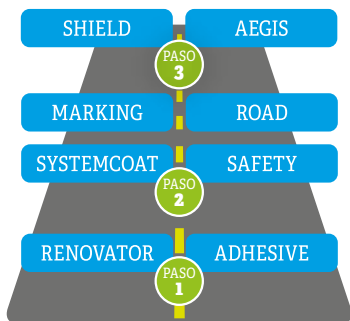 SHIELD AEGIS
PASO
3
MARKING ROAD
SYSTEMCOAT SAFETY
PASO
2
RENOVATOR ADHESIVE
PASO
1